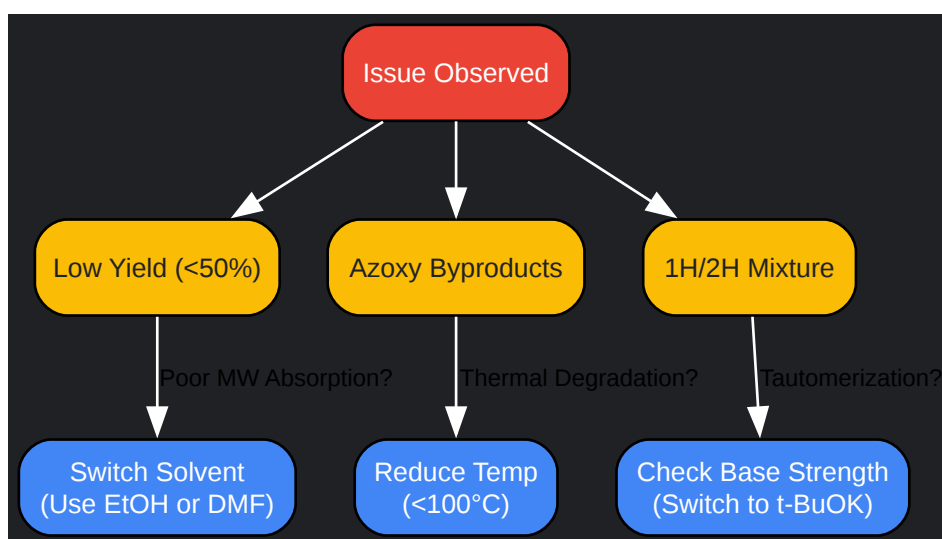 Issue Observed
Low Yield (<50%)
Azoxy Byproducts
1H/2H Mixture
Poor MW Absorption?
Thermal Degradation?
Tautomerization?
Switch Solvent
(Use EtOH or DMF)
Reduce Temp
(<100°C)
Check Base Strength
(Switch to t-BuOK)